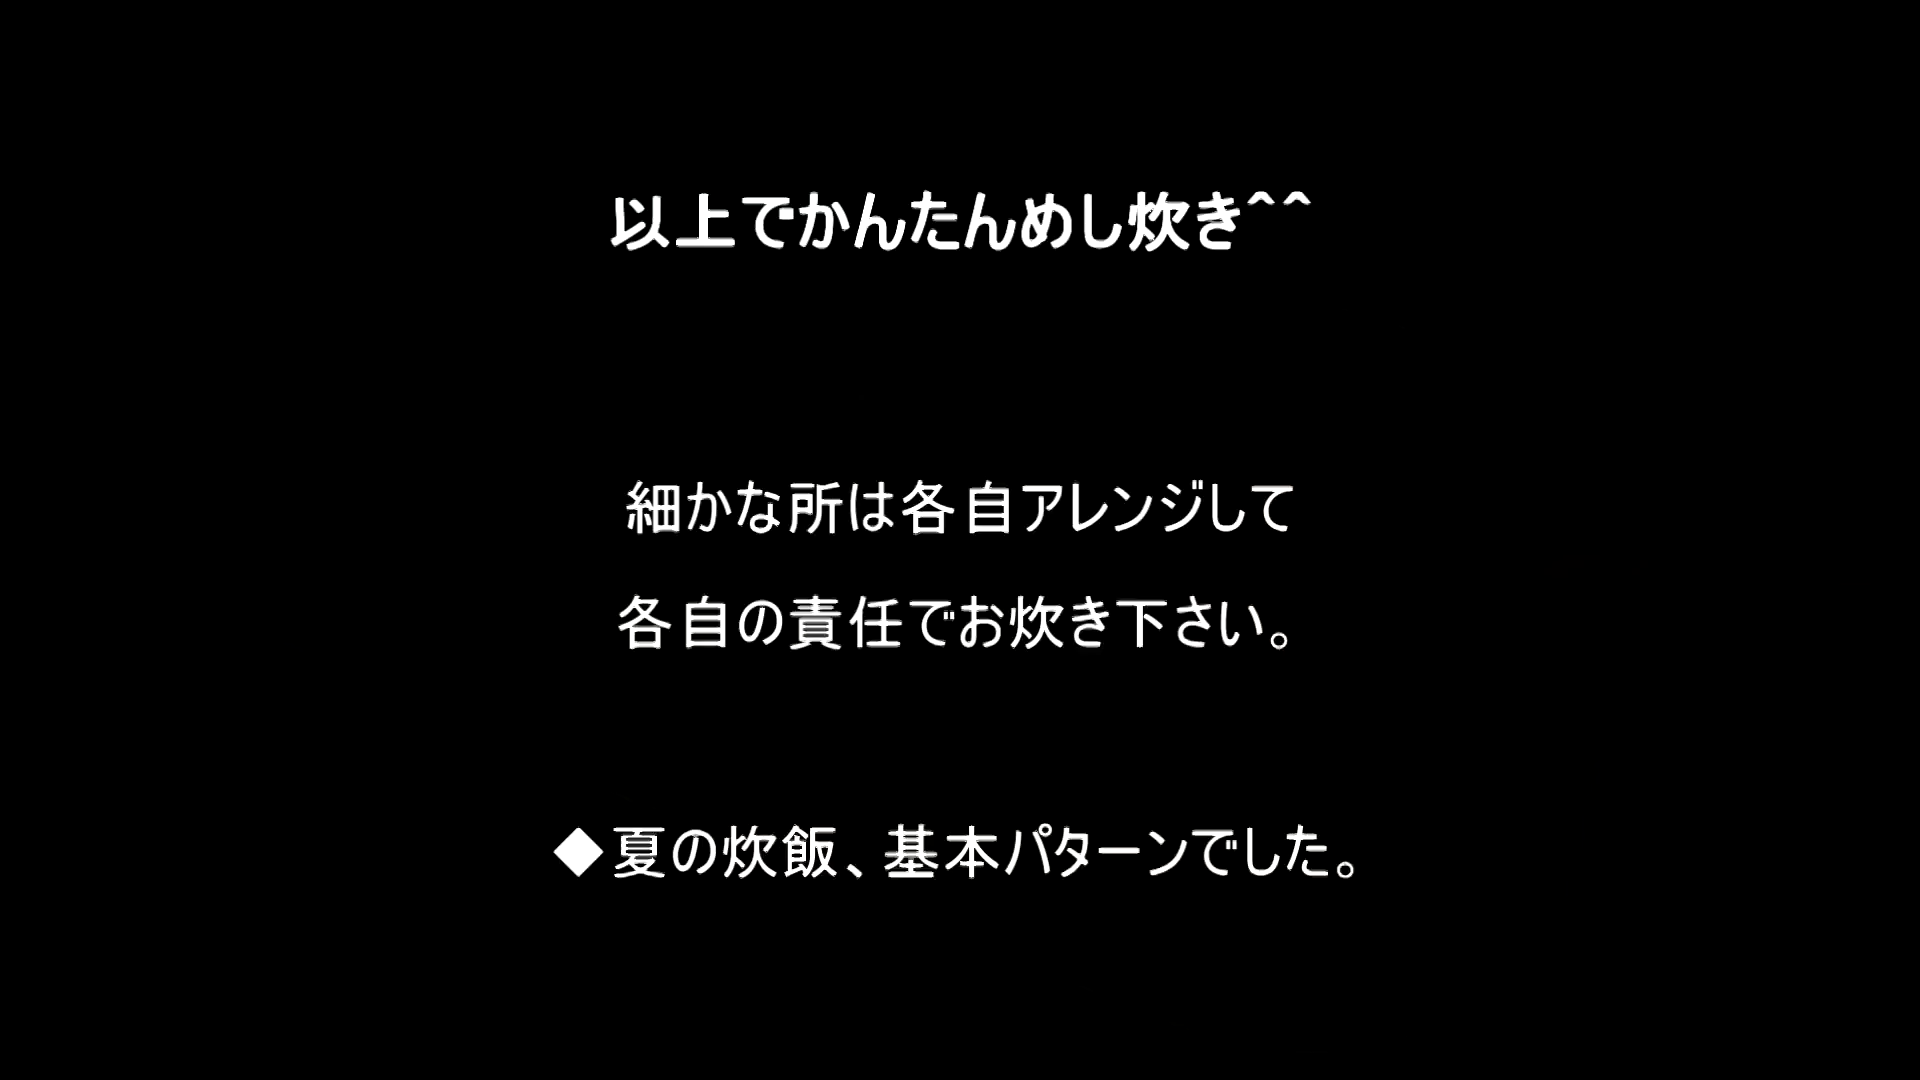 以上でかんたんめし炊き^^
細かな所は各自アレンジして
各自の責任でお炊き下さい。
◆夏の炊飯、基本パターンでした。